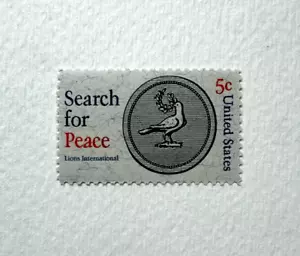 Search
for
Peace
Lions International
5c
United States